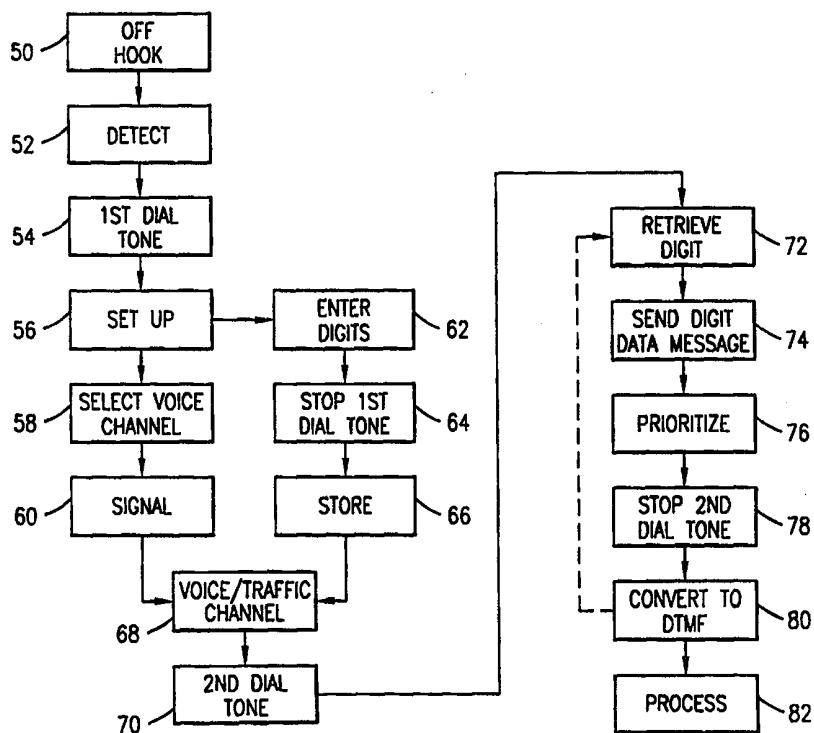 50
OFF
HOOK
52
DETECT
54
1ST DIAL
TONE
56
SET UP
58
SELECT VOICE
CHANNEL
60
SIGNAL
ENTER
DIGITS
62
STOP 1ST
DIAL TONE
64
STORE
66
VOICE/TRAFFIC
CHANNEL
68
2ND DIAL
TONE
70
RETRIEVE
DIGIT
72
SEND DIGIT
DATA MESSAGE
74
PRIORITIZE
76
STOP 2ND
DIAL TONE
78
CONVERT TO
DTMF
80
PROCESS
82